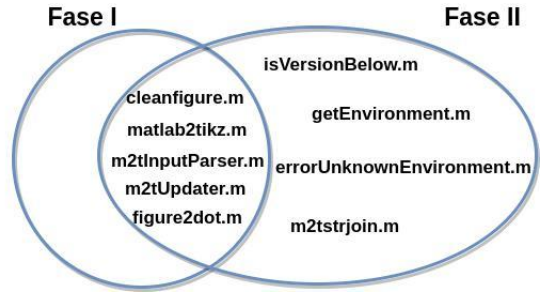 Fase I
Fase II
isVersionBelow.m
cleanfigure.m
getEnvironment.m
matlab2tikz.m
m2tInputParser.m
errorUnknownEnvironment.m
m2tUpdater.m
figure2dot.m
m2tstrjoin.m